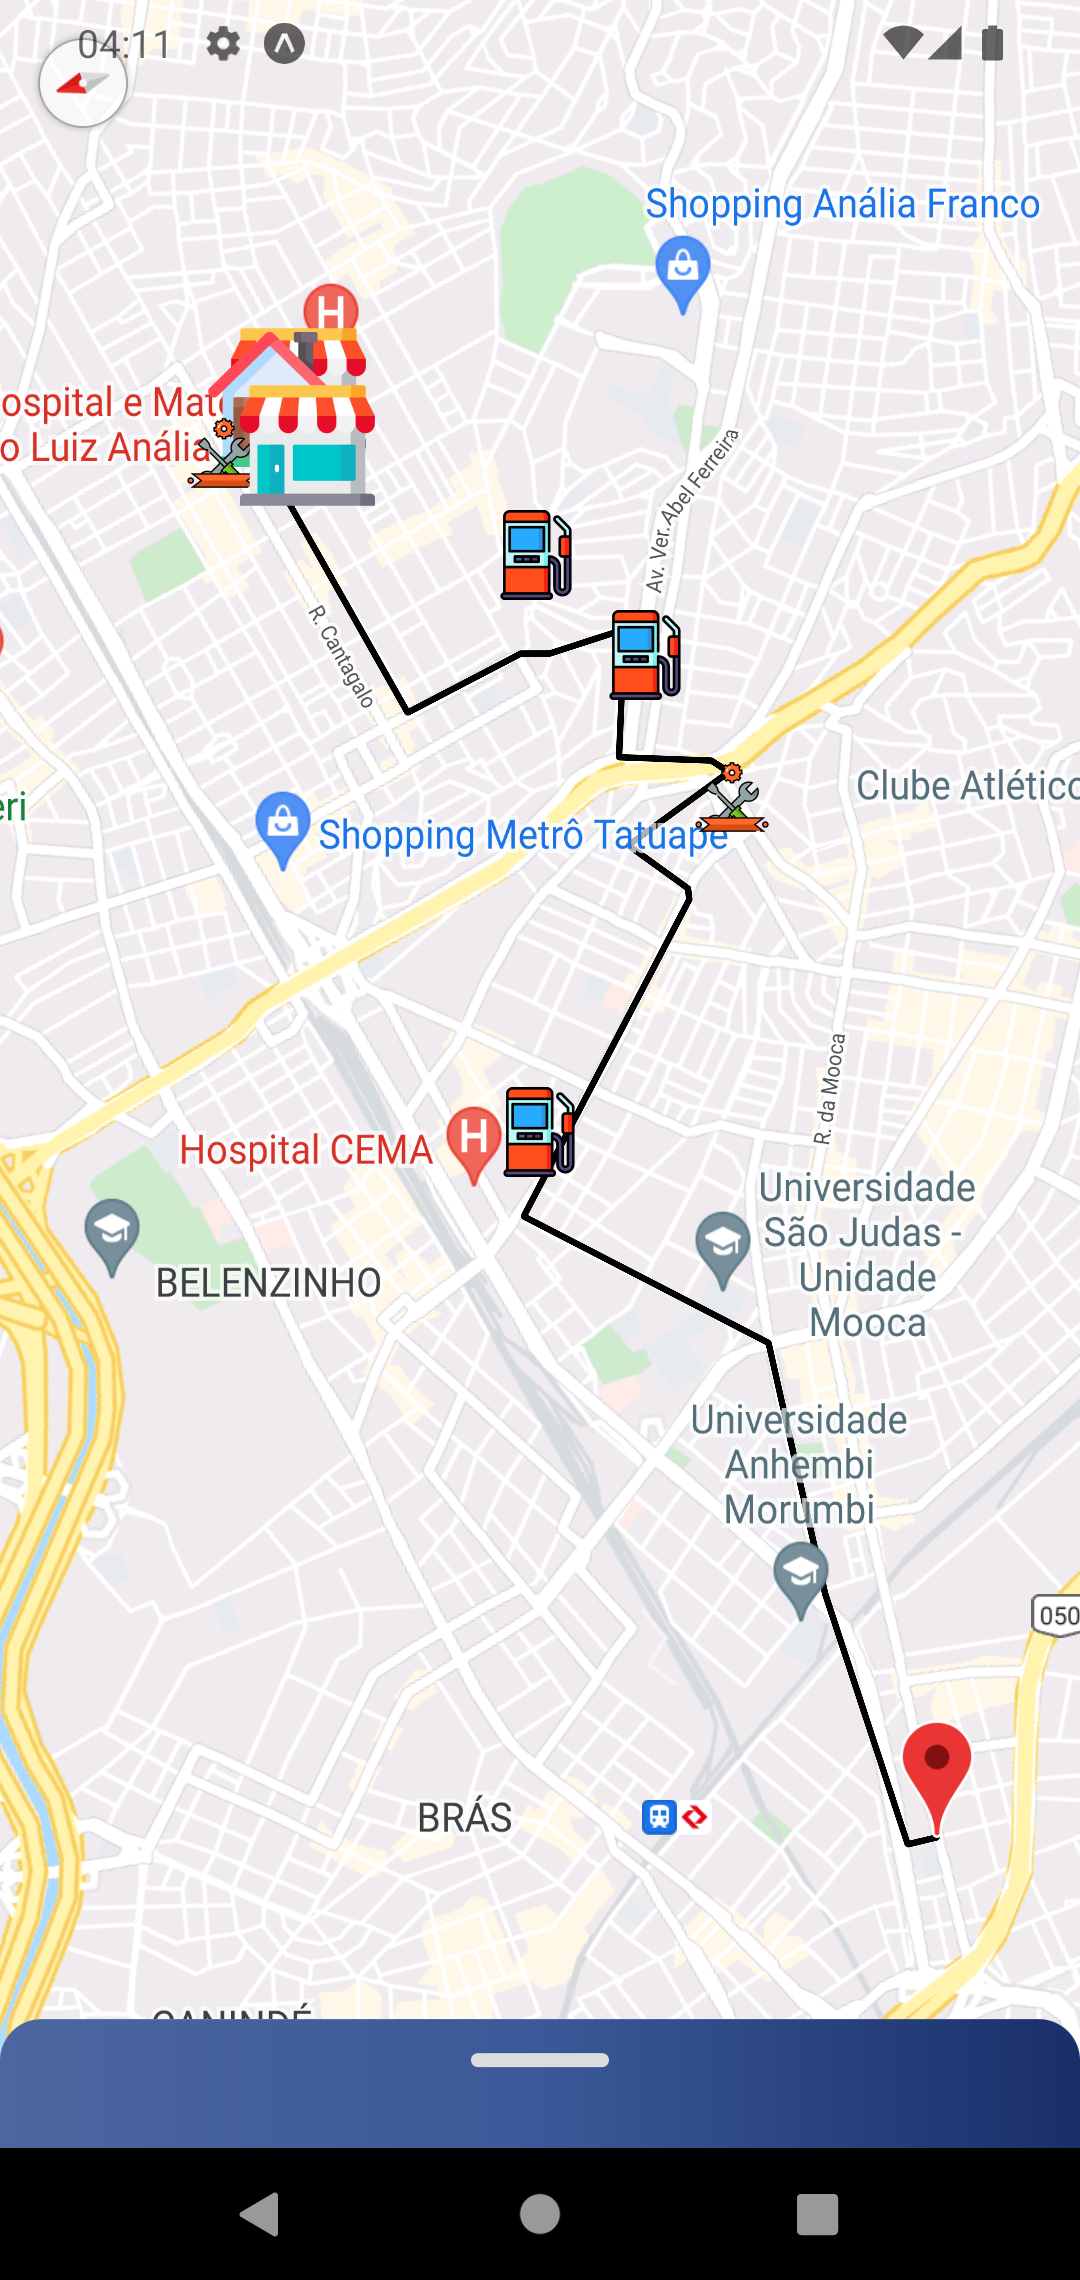 04:11
Shopping Anália Franco
H
ospital e Mat
o Luiz Anália
Av. Ver. Abel Ferreira
R. Cantagalo
Clube Atlético
eri
Shopping Metrô Tatuapé
R. da Mooca
Hospital CEMA
H
Universidade
São Judas -
Unidade
Mooca
BELENZINHO
Universidade
Anhembi
Morumbi
050
BRÁS
CANINDÉ